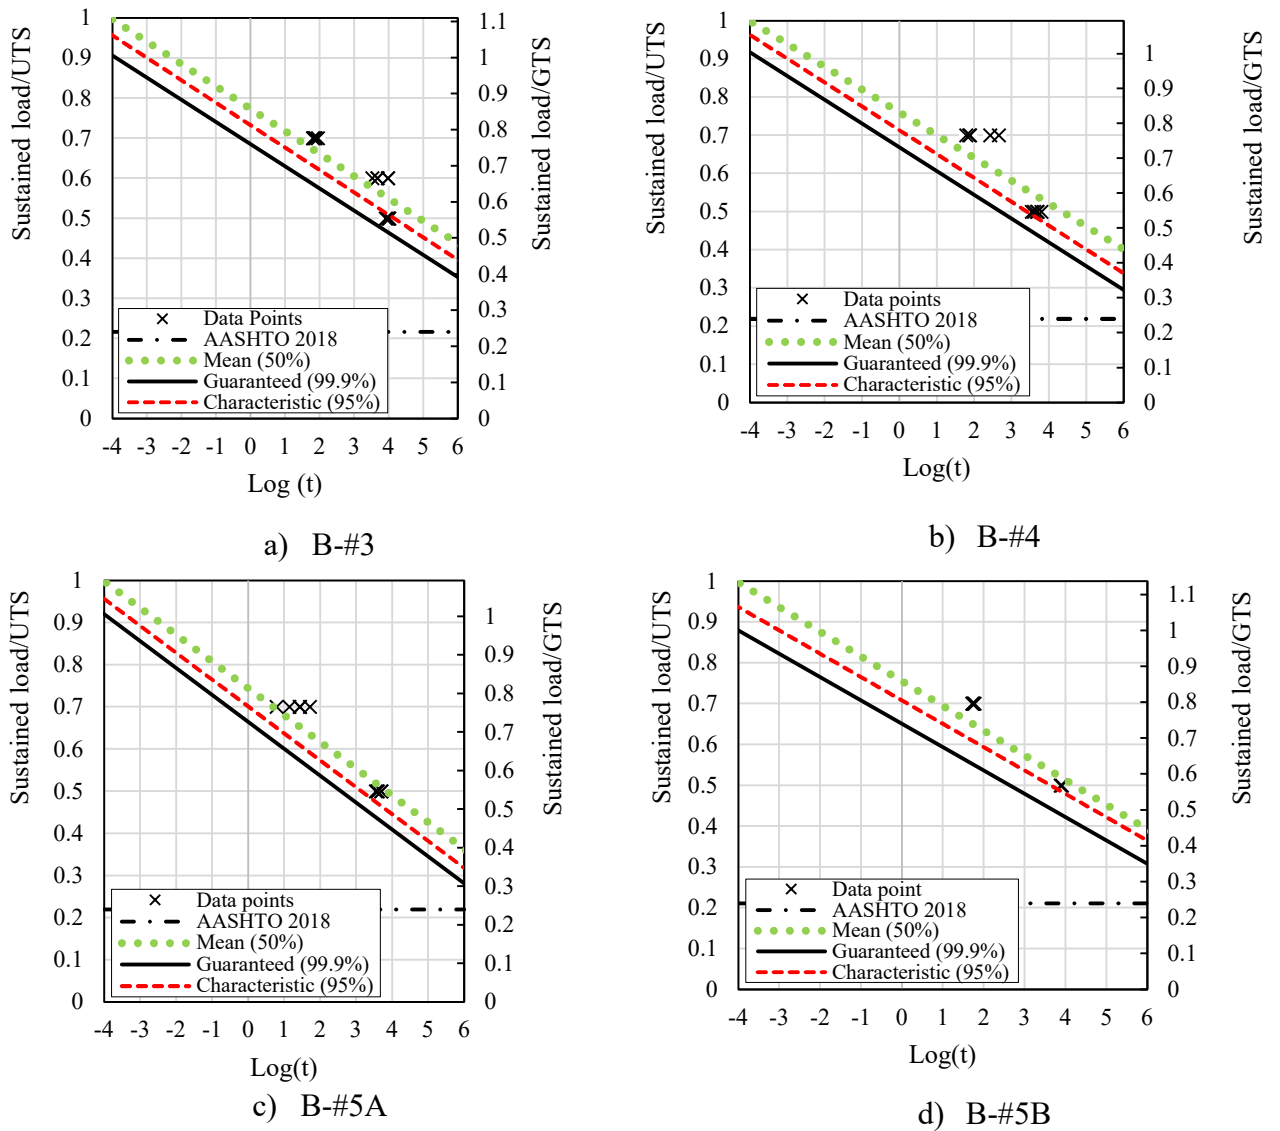 Sustained load/UTS
1
0.9
0.8
0.7
0.6
0.5
0.4
0.3
0.2
0.1
0
1.1
1
0.9
0.8
0.7
0.6
0.5
0.4
0.3
0.2
0.1
0
Sustained load/GTS
Data Points
AASHTO 2018
Mean (50%)
Guaranteed (99.9%)
Characteristic (95%)
-4 -3 -2 -1 0 1 2 3 4 5 6
Log (t)
a) B-#3
Sustained load/UTS
1
0.9
0.8
0.7
0.6
0.5
0.4
0.3
0.2
0.1
0
1
0.9
0.8
0.7
0.6
0.5
0.4
0.3
0.2
0.1
0
Sustained load/GTS
Data points
AASHTO 2018
Mean (50%)
Guaranteed (99.9%)
Characteristic (95%)
-4 -3 -2 -1 0 1 2 3 4 5 6
Log(t)
b) B-#4
Sustained load/UTS
1
0.9
0.8
0.7
0.6
0.5
0.4
0.3
0.2
0.1
0
1
0.9
0.8
0.7
0.6
0.5
0.4
0.3
0.2
0.1
0
Sustained load/GTS
Data points
AASHTO 2018
Mean (50%)
Guaranteed (99.9%)
Characteristic (95%)
-4 -3 -2 -1 0 1 2 3 4 5 6
Log(t)
c) B-#5A
Sustained load/UTS
1
0.9
0.8
0.7
0.6
0.5
0.4
0.3
0.2
0.1
0
1.1
1
0.9
0.8
0.7
0.6
0.5
0.4
0.3
0.2
0.1
0
Sustained load/GTS
Data point
AASHTO 2018
Mean (50%)
Guaranteed (99.9%)
Characteristic (95%)
-4 -3 -2 -1 0 1 2 3 4 5 6
Log(t)
d) B-#5B